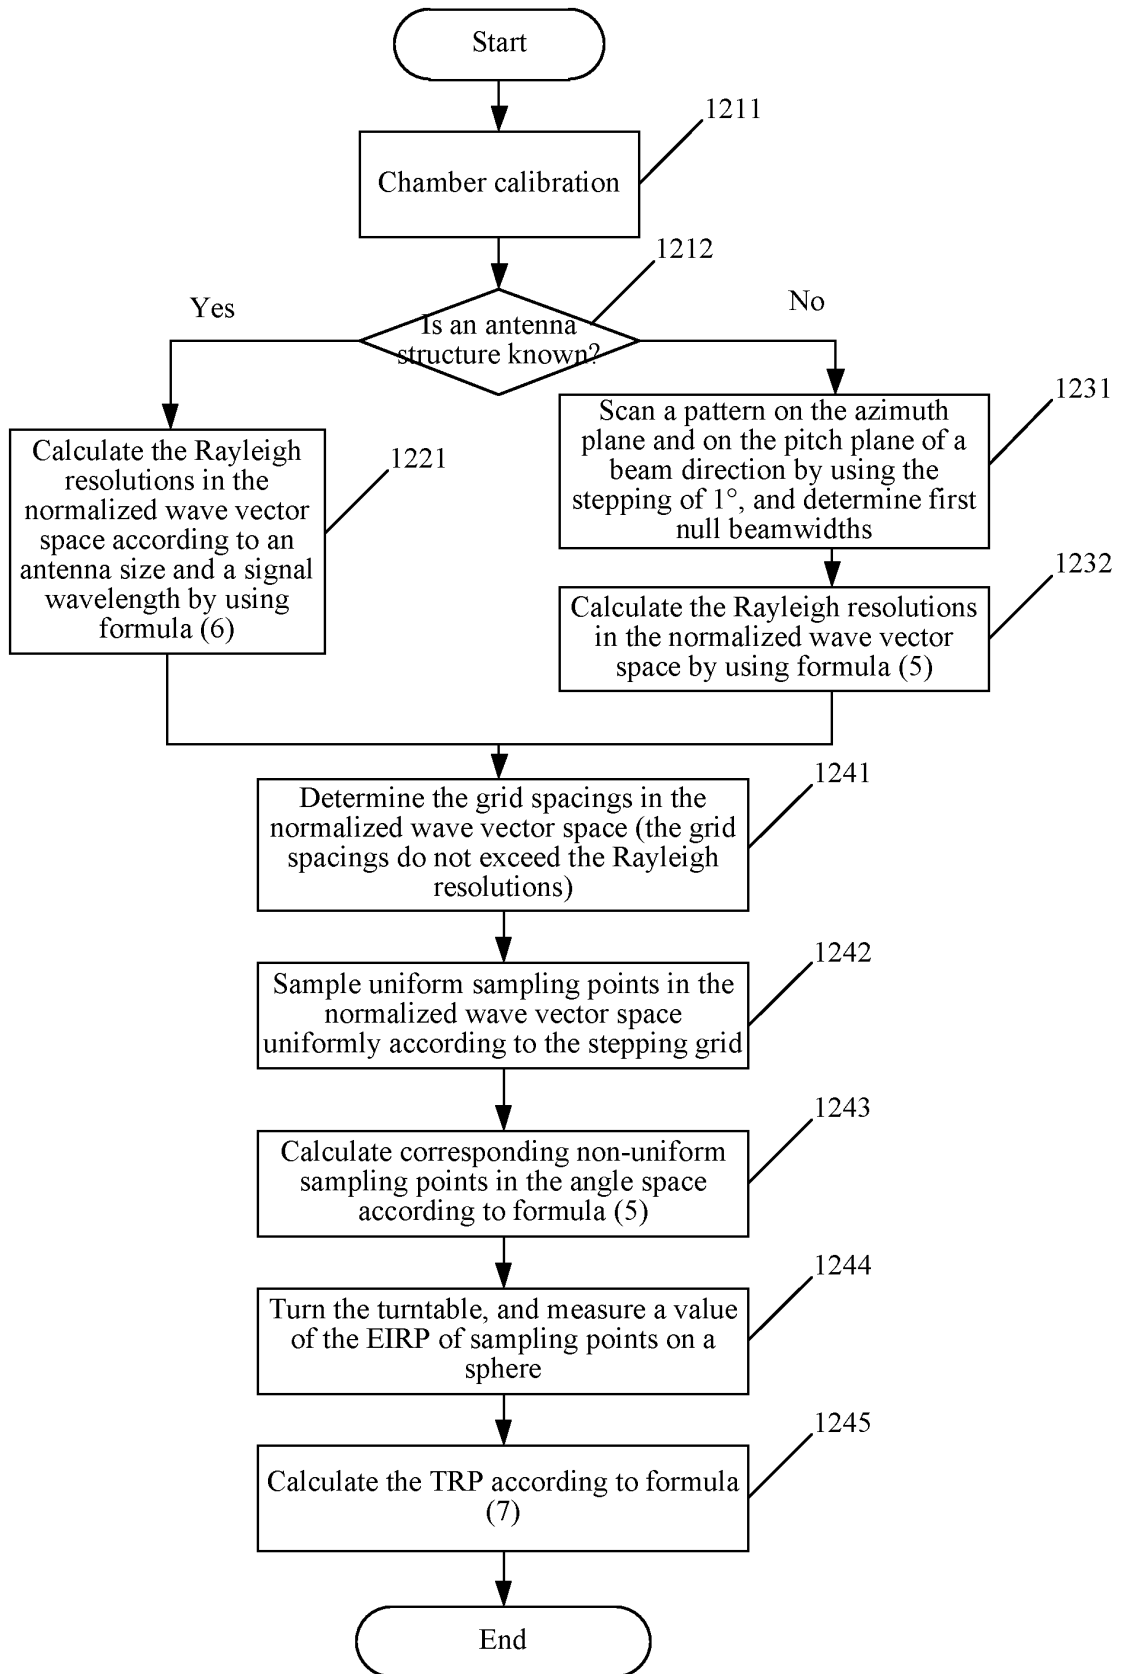 Start
1211
Chamber calibration
1212
Yes
No
Is an antenna
structure known?
1231
Scan a pattern on the azimuth
plane and on the pitch plane of a
beam direction by using the
stepping of 1°, and determine first
null beamwidths
1221
Calculate the Rayleigh
resolutions in the
normalized wave vector
space according to an
antenna size and a signal
wavelength by using
formula (6)
1232
Calculate the Rayleigh resolutions
in the normalized wave vector
space by using formula (5)
1241
Determine the grid spacings in the
normalized wave vector space (the grid
spacings do not exceed the Rayleigh
resolutions)
1242
Sample uniform sampling points in the
normalized wave vector space
uniformly according to the stepping grid
1243
Calculate corresponding non-uniform
sampling points in the angle space
according to formula (5)
1244
Turn the turntable, and measure a value
of the EIRP of sampling points on a
sphere
1245
Calculate the TRP according to formula
(7)
End